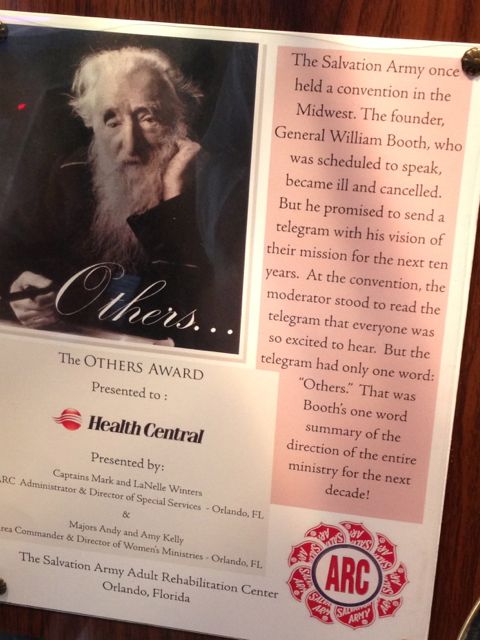 The Salvation Army once
held a convention in the
Midwest. The founder,
General William Booth, who
was scheduled to speak,
became ill and cancelled.
But he promised to send a
telegram with his vision of
their mission for the next ten
years. At the convention, the
moderator stood to read the
telegram that everyone was
so excited to hear. But the
telegram had only one word:
"Others." That was
Booth's one word
summary of the
direction of the entire
ministry for the next
decade!
Others...
The OTHERS AWARD
Presented to :
Health Central
Presented by:
Captains Mark and LaNelle Winters
ARC Administrator & Director of Special Services - Orlando, FL
&
Majors Andy and Amy Kelly
Area Commander & Director of Women's Ministries - Orlando, FL
The Salvation Army Adult Rehabilitation Center
Orlando, Florida
ARC